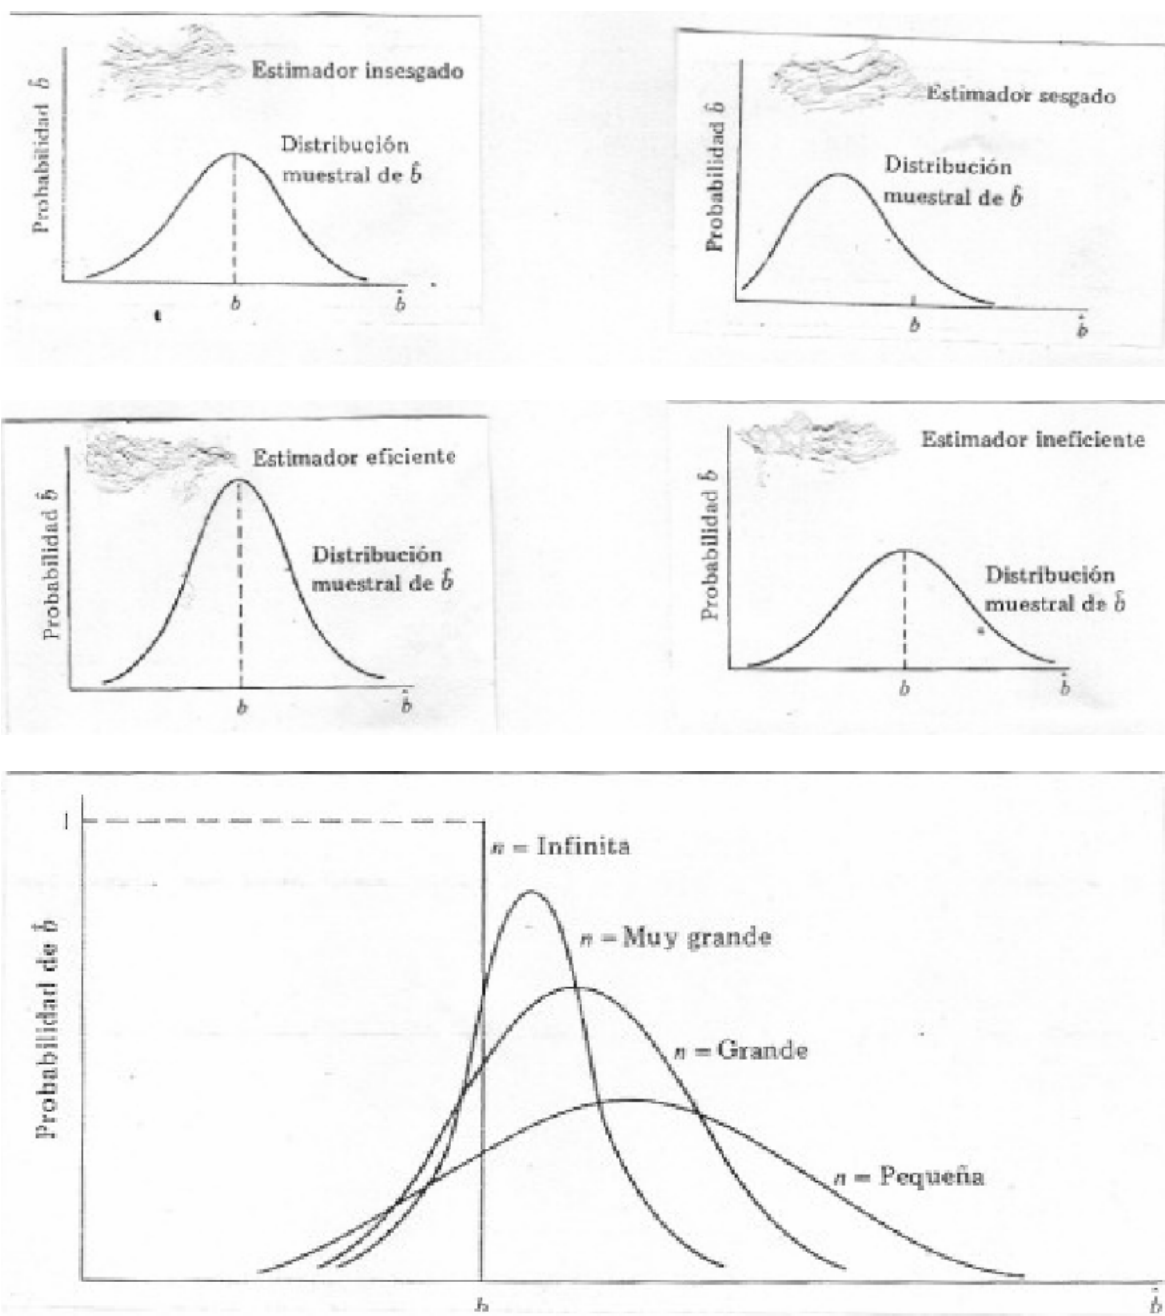 Estimador insesgado
Probabilidad b̂
Distribución
muestral de b̂
b
b̂
Estimador sesgado
Probabilidad b̂
Distribución
muestral de b̂
b
b̂
Estimador eficiente
Probabilidad b̂
Distribución
muestral de b̂
b
b̂
Estimador ineficiente
Probabilidad b̂
Distribución
muestral de b̂
b
b̂
1
n = Infinita
n = Muy grande
Probabilidad de b̂
n = Grande
n = Pequeña
b
b̂